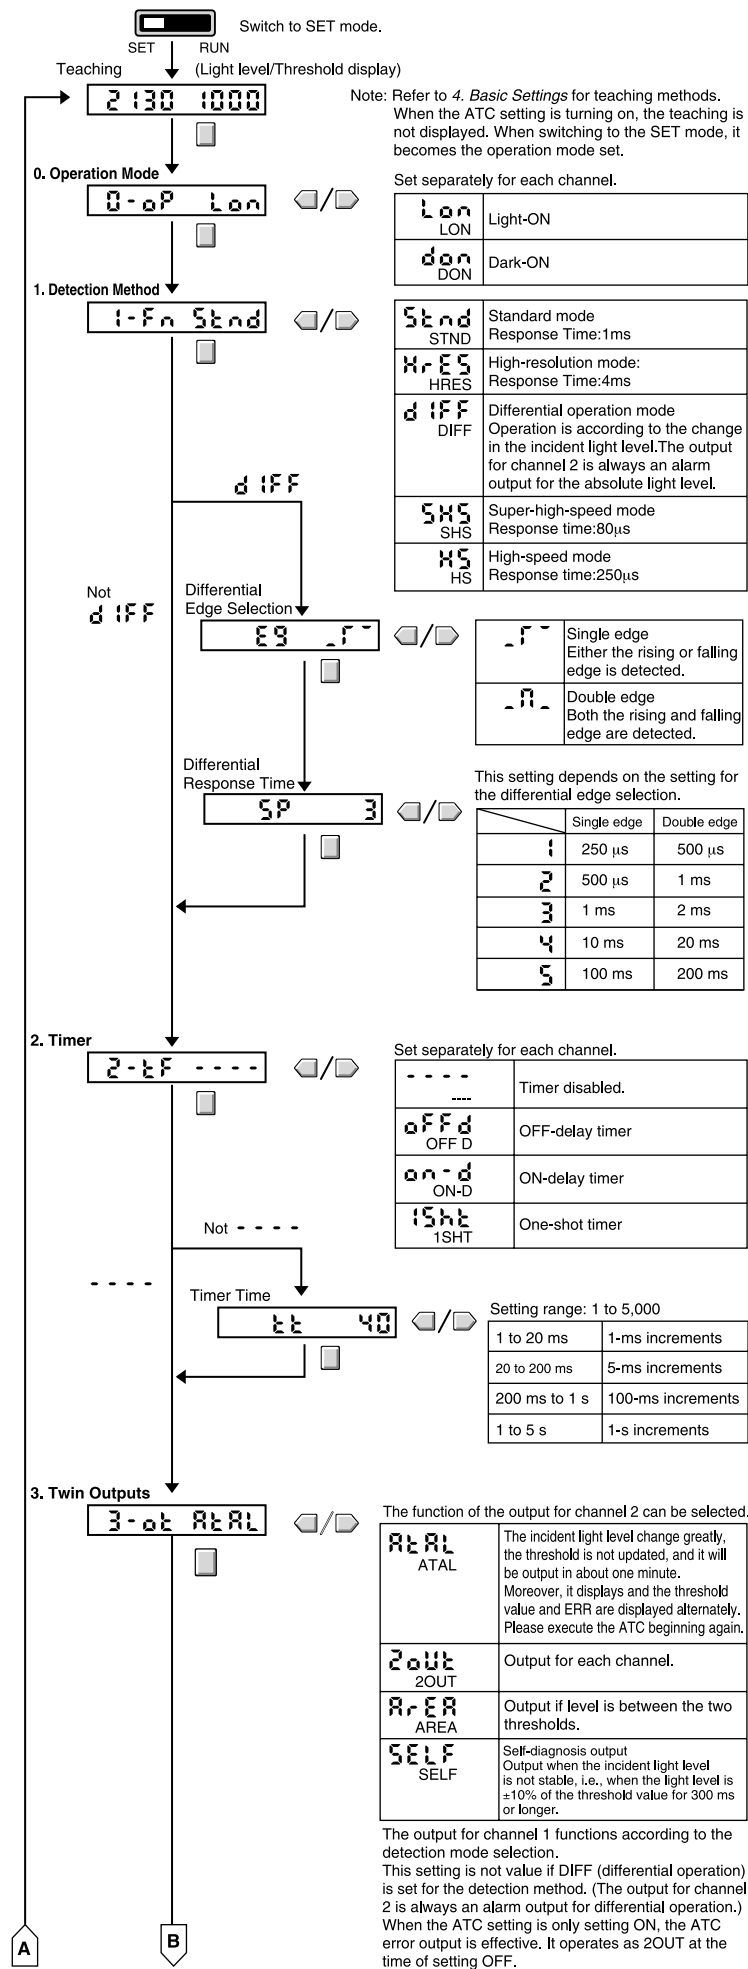 Switch to SET mode.
SET RUN
Teaching (Light level/Threshold display)
2130 1000
Note: Refer to 4. Basic Settings for teaching methods.
When the ATC setting is turning on, the teaching is
not displayed. When switching to the SET mode, it
becomes the operation mode set.
0. Operation Mode
0-oP Lon
Set separately for each channel.
Lon
LON
Light-ON
don
DON
Dark-ON
1. Detection Method
1-Fn Stnd
Stnd
STND
Standard mode
Response Time:1ms
HrES
HRES
High-resolution mode:
Response Time:4ms
dIFF
DIFF
Differential operation mode
Operation is according to the change
in the incident light level.The output
for channel 2 is always an alarm
output for the absolute light level.
SHS
SHS
Super-high-speed mode
Response time:80µs
HS
HS
High-speed mode
Response time:250µs
dIFF
Not
dIFF
Differential
Edge Selection
Eg
Single edge
Either the rising or falling
edge is detected.
Double edge
Both the rising and falling
edge are detected.
Differential
Response Time
SP 3
This setting depends on the setting for
the differential edge selection.
Single edge Double edge
1 250 µs 500 µs
2 500 µs 1 ms
3 1 ms 2 ms
4 10 ms 20 ms
5 100 ms 200 ms
2. Timer
2-tF ----
Set separately for each channel.
----
----
Timer disabled.
oFFd
OFF D
OFF-delay timer
on-d
ON-D
ON-delay timer
1Sht
1SHT
One-shot timer
Not ----
----
Timer Time
tt 40
Setting range: 1 to 5,000
1 to 20 ms 1-ms increments
20 to 200 ms 5-ms increments
200 ms to 1 s 100-ms increments
1 to 5 s 1-s increments
3. Twin Outputs
3-ot AtAL
The function of the output for channel 2 can be selected.
AtAL
ATAL
The incident light level change greatly,
the threshold is not updated, and it will
be output in about one minute.
Moreover, it displays and the threshold
value and ERR are displayed alternately.
Please execute the ATC beginning again.
2oUt
2OUT
Output for each channel.
ArEA
AREA
Output if level is between the two
thresholds.
SELF
SELF
Self-diagnosis output
Output when the incident light level
is not stable, i.e., when the light level is
±10% of the threshold value for 300 ms
or longer.
The output for channel 1 functions according to the
detection mode selection.
This setting is not value if DIFF (differential operation)
is set for the detection method. (The output for channel
2 is always an alarm output for differential operation.)
When the ATC setting is only setting ON, the ATC
error output is effective. It operates as 2OUT at the
time of setting OFF.
A
B